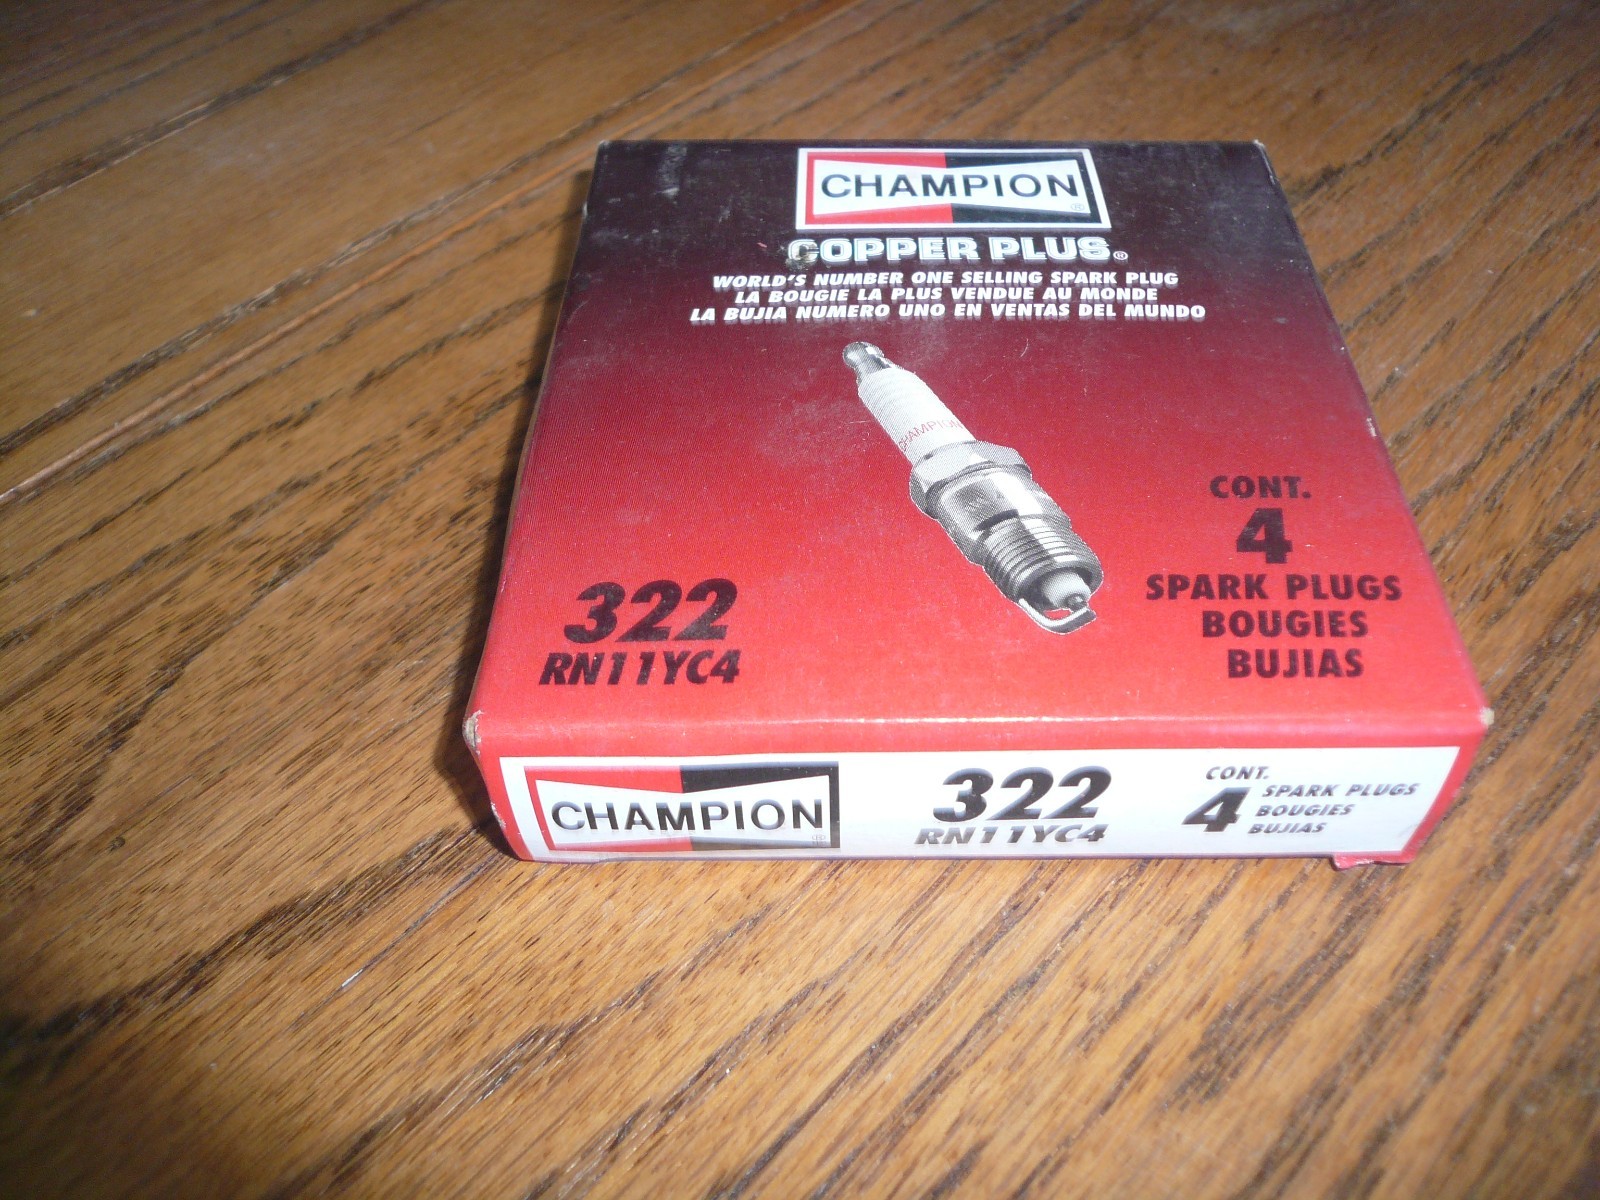 CHAMPION®
COPPER PLUS®
WORLD'S NUMBER ONE SELLING SPARK PLUG
LA BOUGIE LA PLUS VENDUE AU MONDE
LA BUJIA NUMERO UNO EN VENTAS DEL MUNDO
CHAMPION
CONT.
4
SPARK PLUGS
BOUGIES
BUJIAS
322
RN11YC4
CHAMPION®
322
RN11YC4
CONT.
4
SPARK PLUGS
BOUGIES
BUJIAS